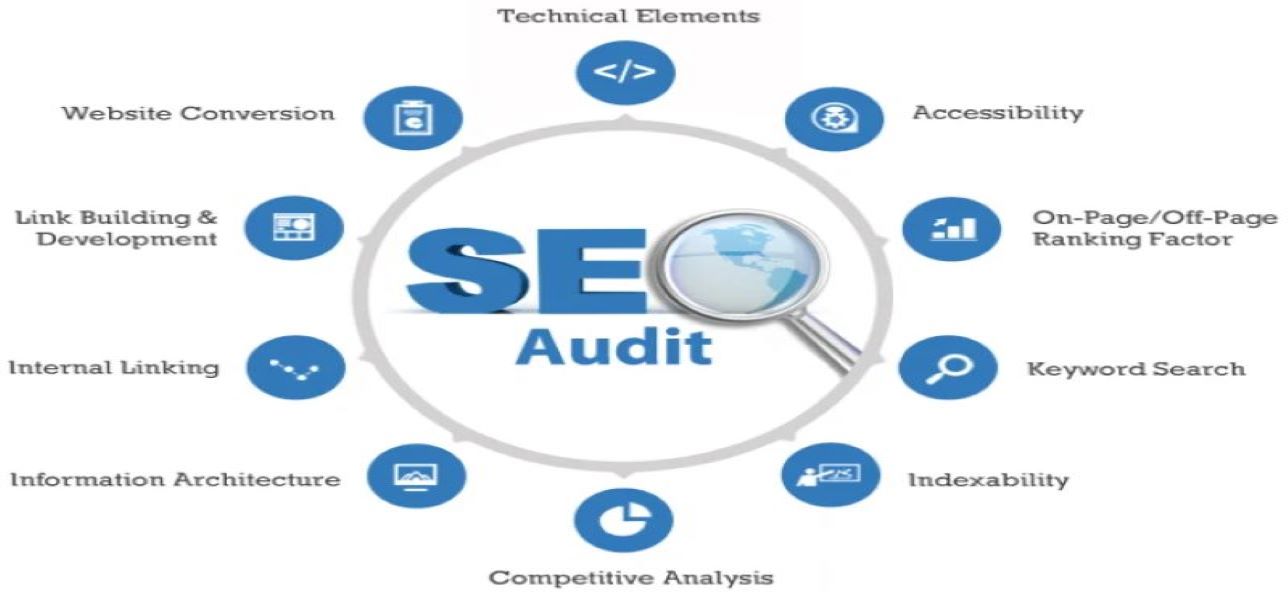 Technical Elements
Website Conversion
Accessibility
Link Building &
Development
On-Page/Off-Page
Ranking Factor
SEO
Audit
Internal Linking
Keyword Search
Information Architecture
Indexability
Competitive Analysis